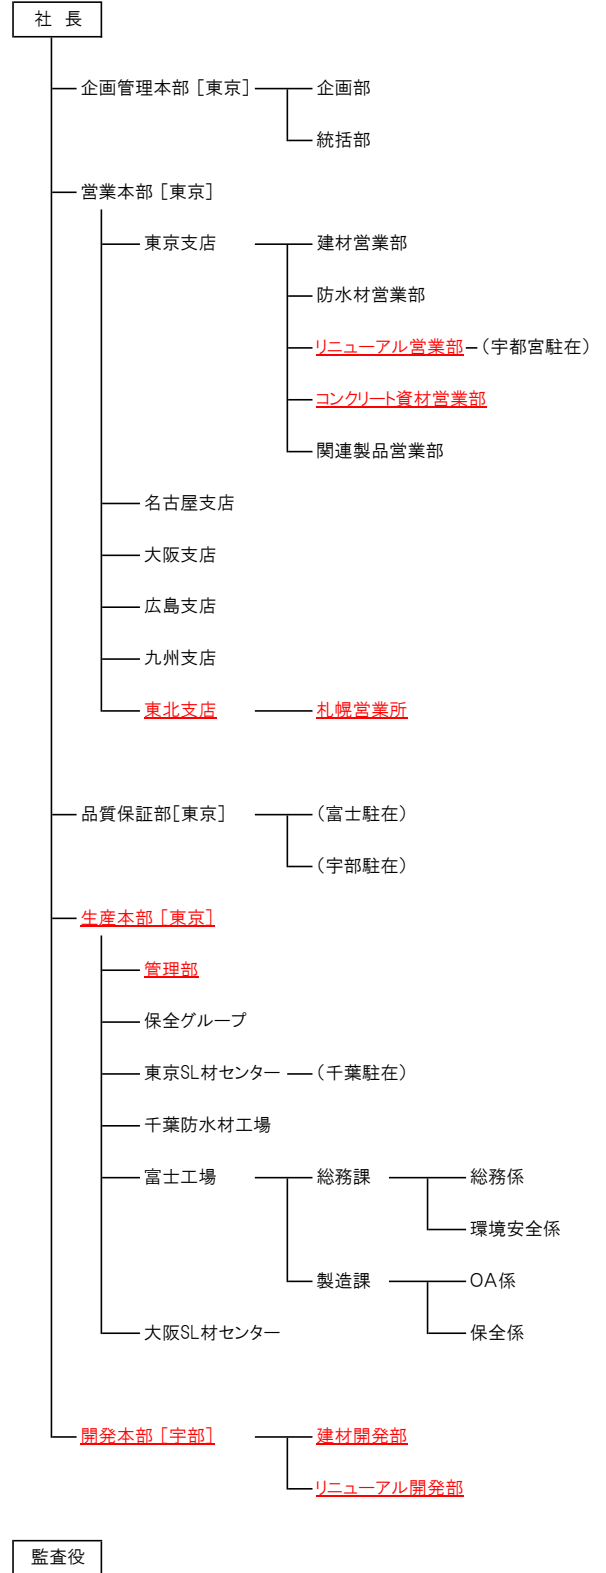 社 長
企画管理本部［東京］ 企画部
統括部
営業本部［東京］
東京支店 建材営業部
防水材営業部
リニューアル営業部 （宇都宮駐在）
コンクリート資材営業部
関連製品営業部
名古屋支店
大阪支店
広島支店
九州支店
東北支店 札幌営業所
品質保証部［東京］ （富士駐在）
（宇部駐在）
生産本部［東京］
管理部
保全グループ
東京SL材センター （千葉駐在）
千葉防水材工場
富士工場 総務課 総務係
環境安全係
製造課 OA係
大阪SL材センター 保全係
開発本部［宇部］ 建材開発部
リニューアル開発部
監査役